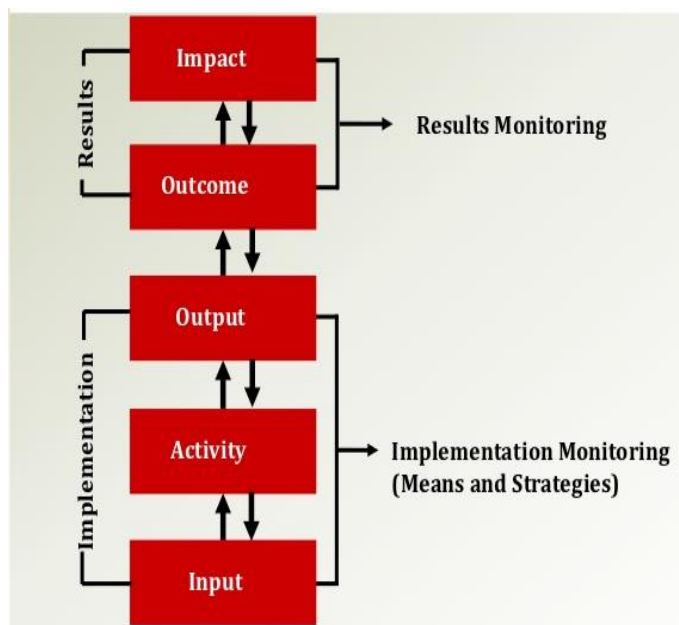 Impact
Results
Results Monitoring
Outcome
Output
Implementation
Activity
Implementation Monitoring
(Means and Strategies)
Input